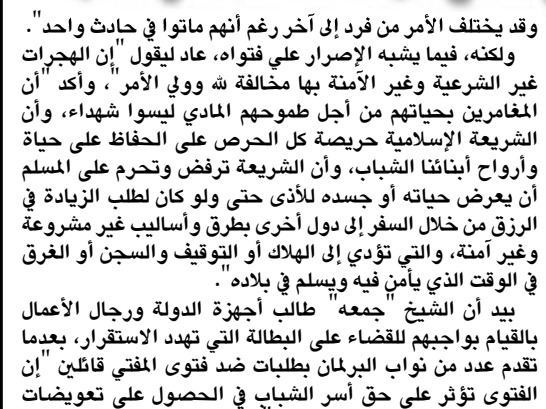 وقد يختلف الأمر من فرد إلى آخر رغم أنهم ماتوا في حادث واحد".
ولكنه، فيما يشبه الإصرار علي فتواه، عاد ليقول "إن الهجرات
غير الشرعية وغير الآمنة بها مخالفة لله وولي الأمر"، وأكد "أن
المغامرين بحياتهم من أجل طموحهم المادي ليسوا شهداء، وأن
الشريعة الإسلامية حريصة كل الحرص على الحفاظ على حياة
وأرواح أبنائنا الشباب، وأن الشريعة ترفض وتحرم على المسلم
أن يعرض حياته أو جسده للأذى حتى ولو كان لطلب الزيادة في
الرزق من خلال السفر إلى دول أخرى بطرق وأساليب غير مشروعة
وغير آمنة، والتي تؤدي إلى الهلاك أو التوقيف والسجن أو الغرق
في الوقت الذي يأمن فيه ويسلم في بلاده".
بيد أن الشيخ "جمعه" طالب أجهزة الدولة ورجال الأعمال
بالقيام بواجبهم للقضاء على البطالة التي تهدد الاستقرار، بعدما
تقدم عدد من نواب البرلمان بطلبات ضد فتوى المفتي قائلين "إن
الفتوى تؤثر على حق أسر الشباب في الحصول على تعويضات